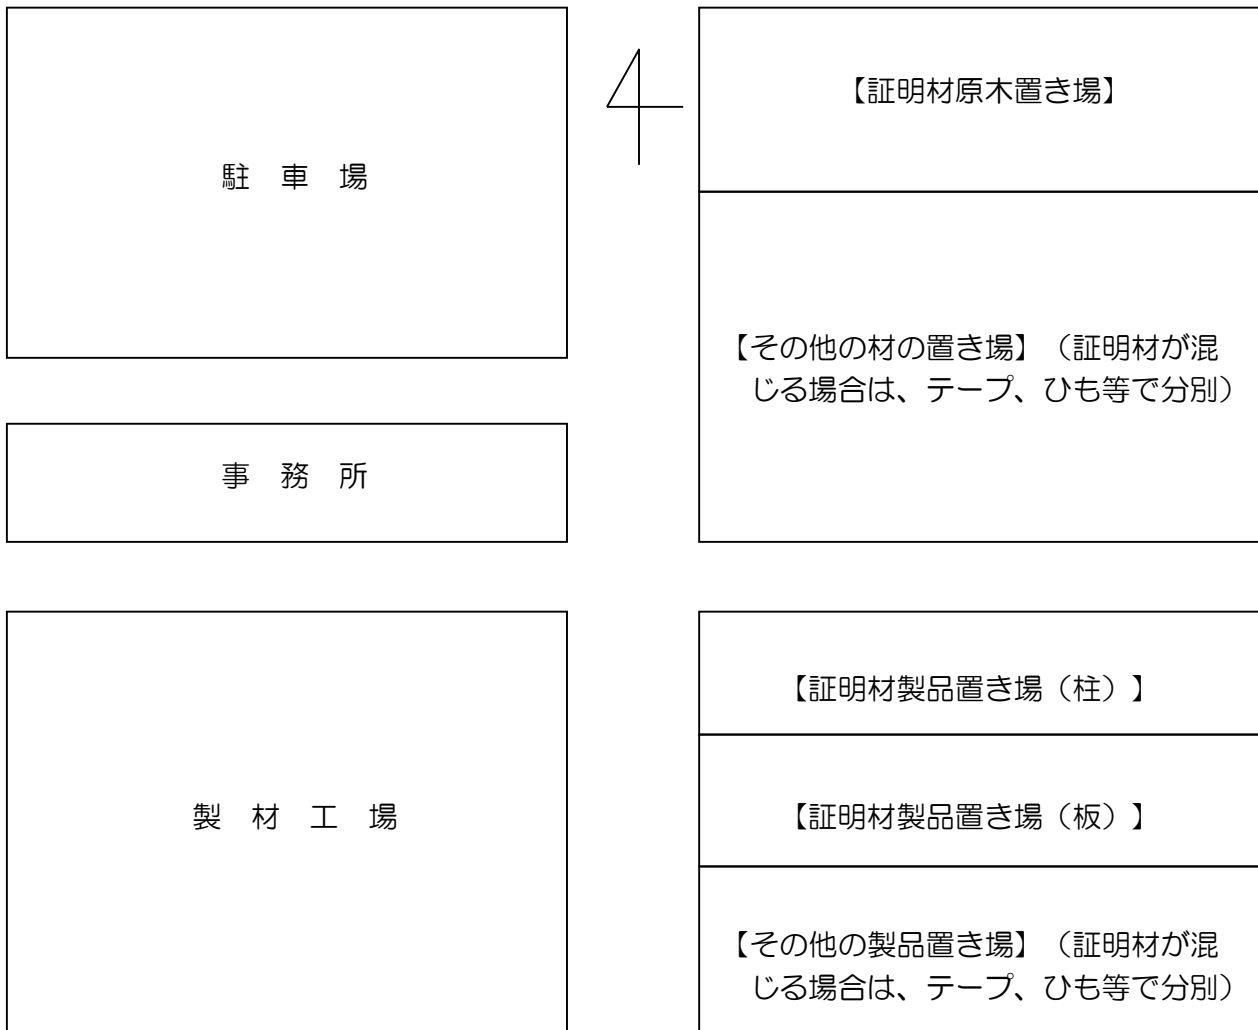 駐 車 場
【証明材原木置き場】
【その他の材の置き場】（証明材が混
じる場合は、テープ、ひも等で分別）
事 務 所
製 材 工 場
【証明材製品置き場（柱）】
【証明材製品置き場（板）】
【その他の製品置き場】（証明材が混
じる場合は、テープ、ひも等で分別）